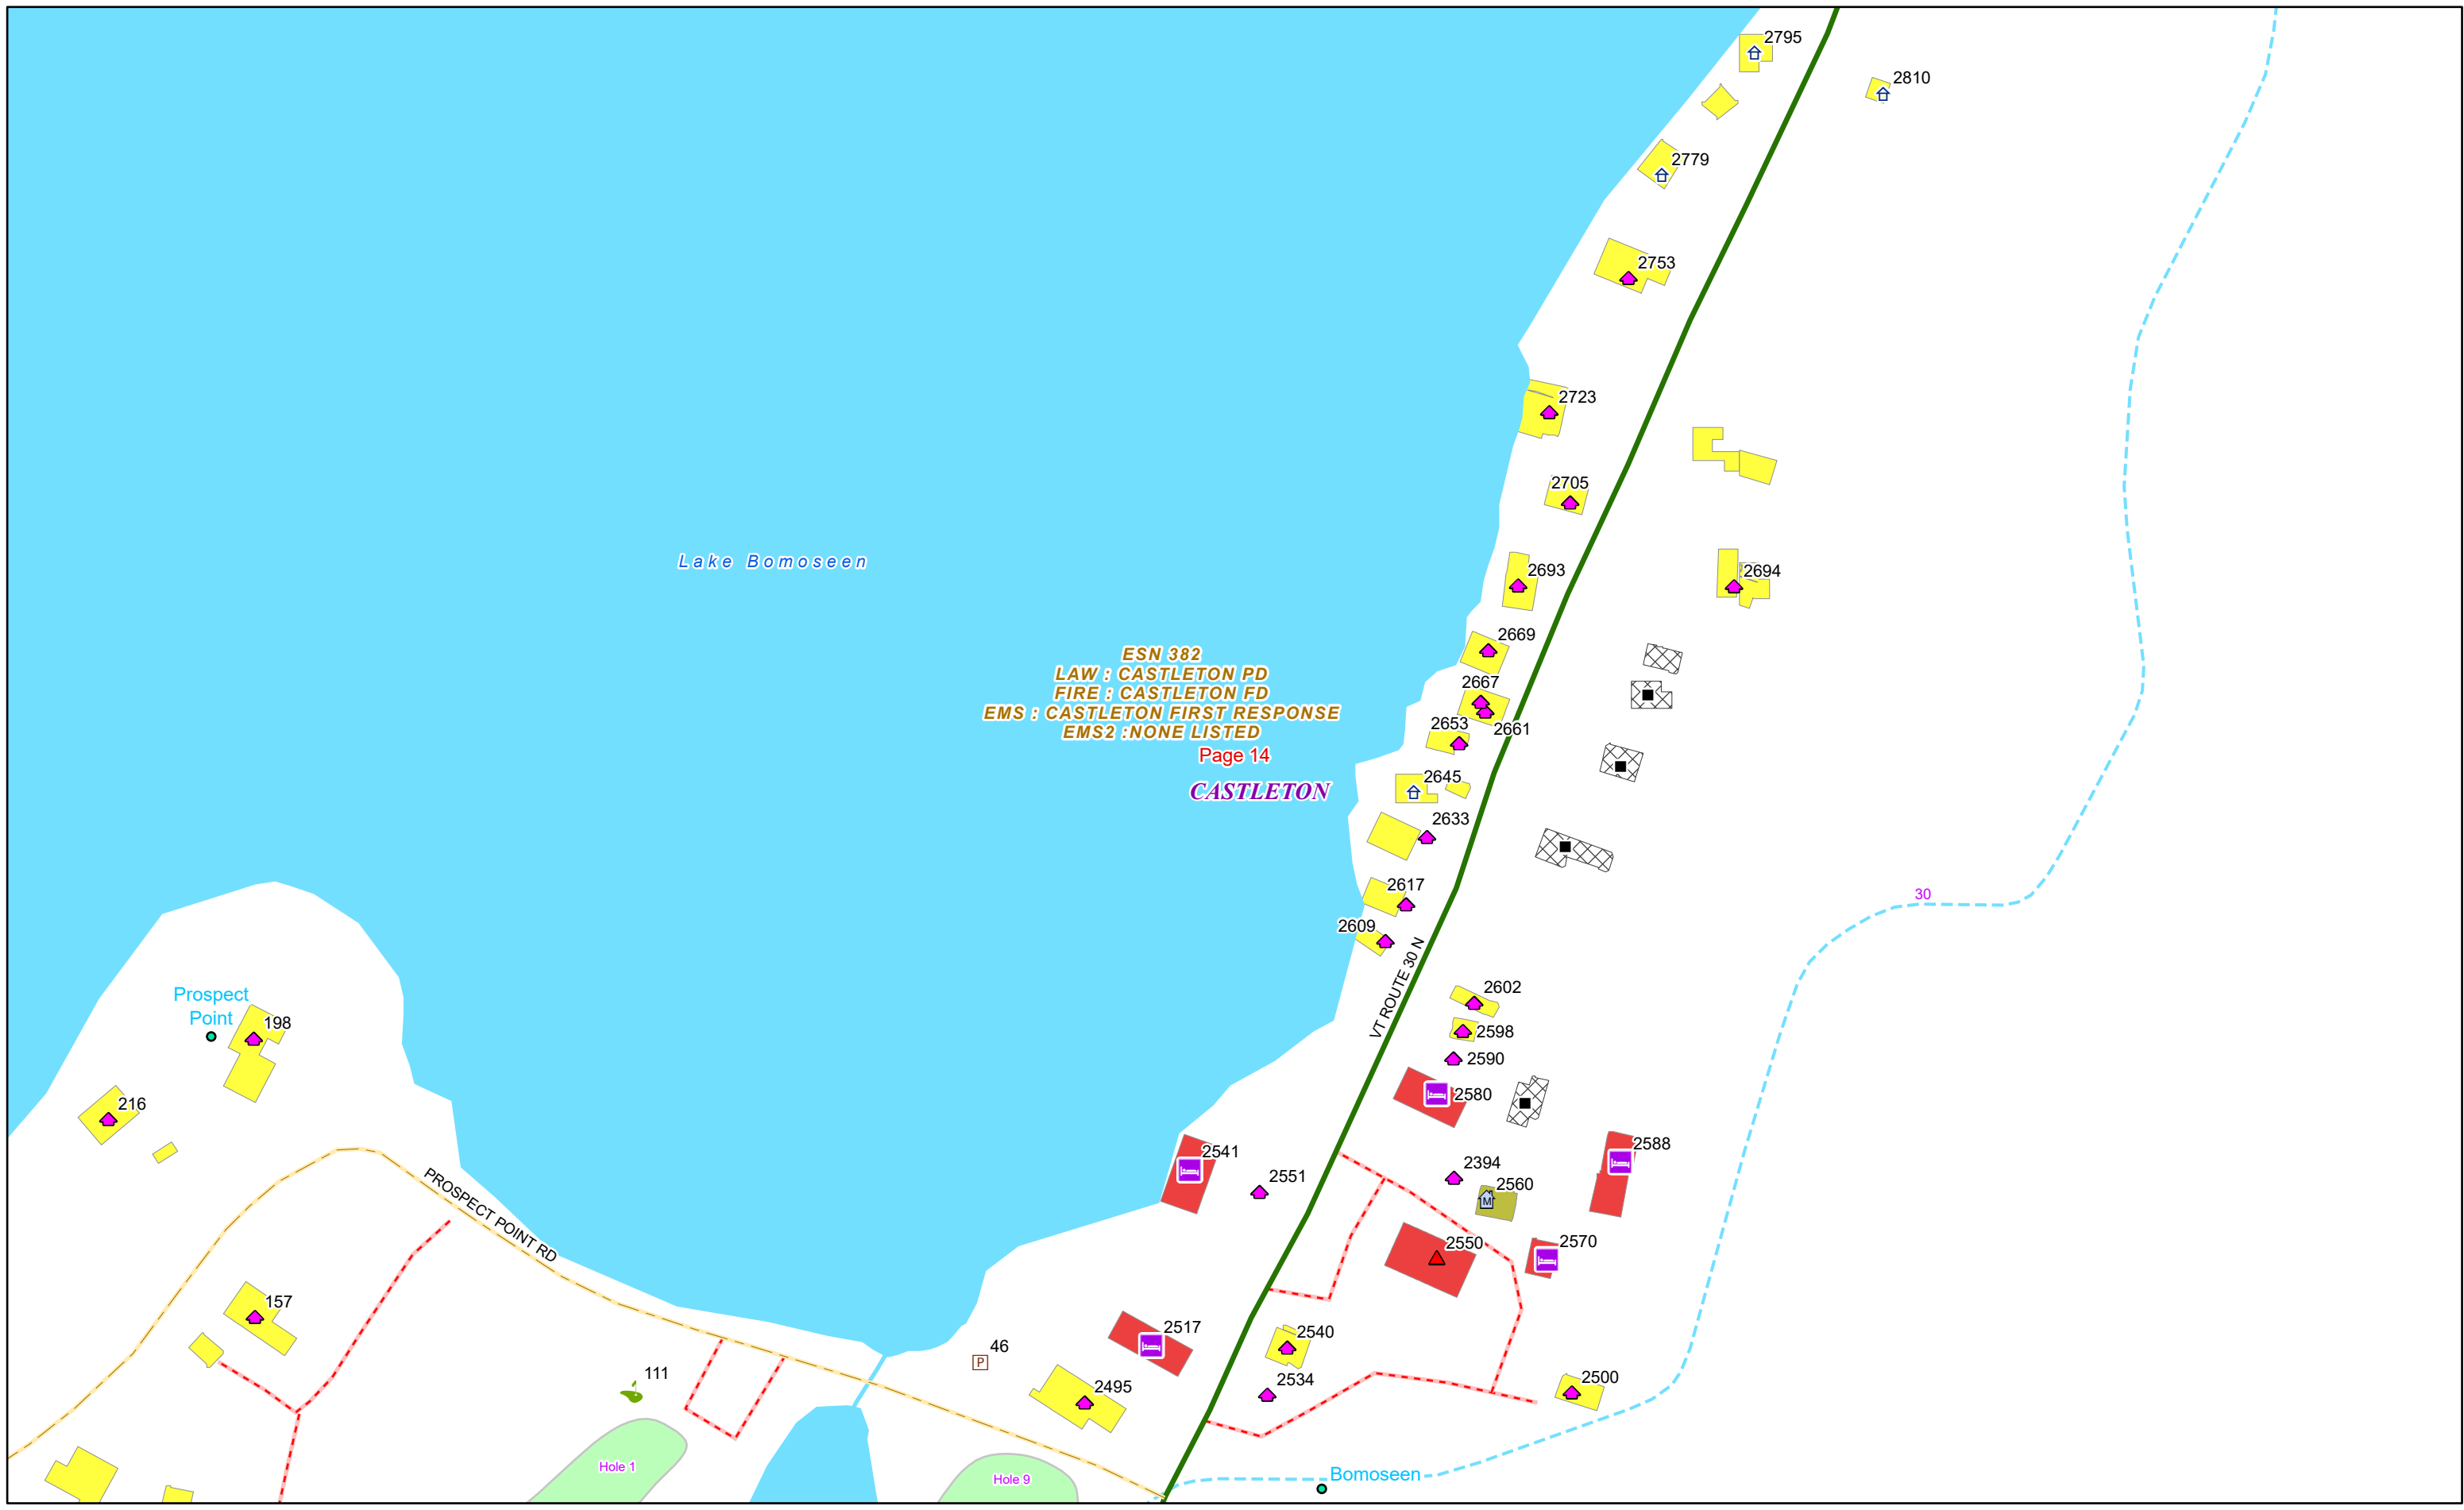 2795
2810
2779
2753
2723
2705
Lake Bomoseen
2693
2694
2669
ESN 382
LAW : CASTLETON PD
FIRE : CASTLETON FD
EMS : CASTLETON FIRST RESPONSE
EMS2 :NONE LISTED
Page 14
CASTLETON
2667
2661
2653
2645
2633
2617
2609
30
VT ROUTE 30 N
Prospect
Point
198
216
2602
2598
2590
2580
2541
2551
2588
2394
2560
M
2550
2570
PROSPECT POINT RD
157
2517
2540
46
P
111
2495
2534
2500
Hole 1
Hole 9
Bomoseen